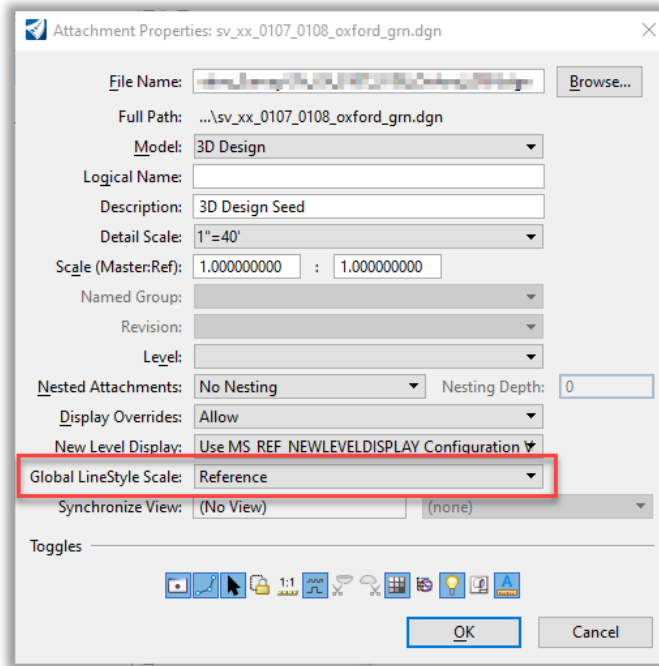 Attachment Properties: sv_xx_0107_0108_oxford_grn.dgn
File Name: Browse...
Full Path: ...\sv_xx_0107_0108_oxford_grn.dgn
Model: 3D Design
Logical Name:
Description: 3D Design Seed
Detail Scale: 1"=40'
Scale (Master:Ref): 1.000000000 : 1.000000000
Named Group:
Revision:
Level:
Nested Attachments: No Nesting Nesting Depth: 0
Display Overrides: Allow
New Level Display: Use MS_REF_NEWLEVELDISPLAY Configuration
Global LineStyle Scale: Reference
Synchronize View: (No View) (none)
Toggles
1:1
A
OK Cancel